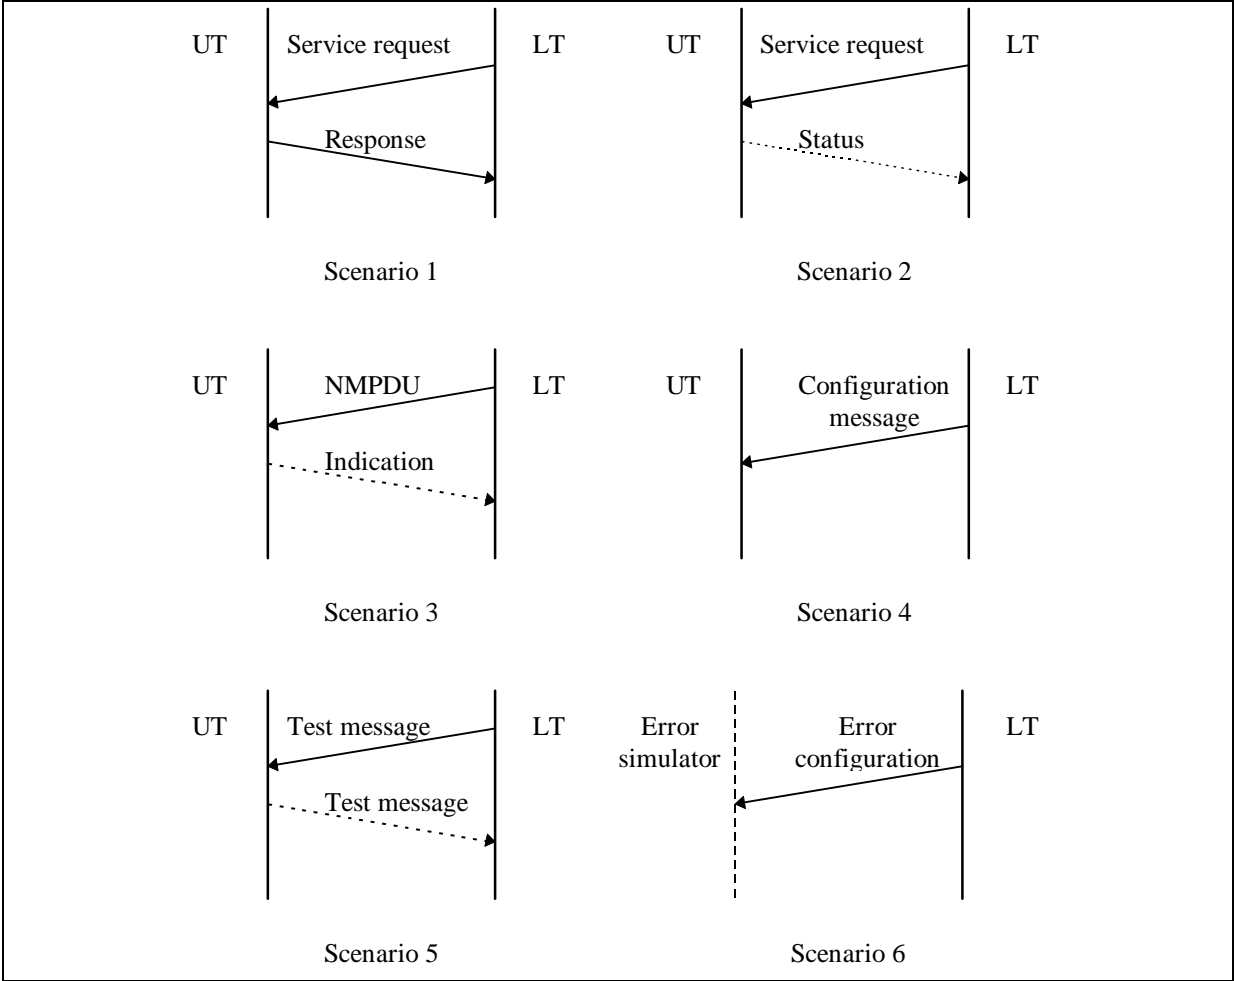 UT Service request LT UT Service request LT
Response Status
Scenario 1 Scenario 2
UT NMPDU LT UT Configuration LT
message
Indication
Scenario 3 Scenario 4
UT Test message LT Error Error LT
simulator configuration
Test message
Scenario 5 Scenario 6